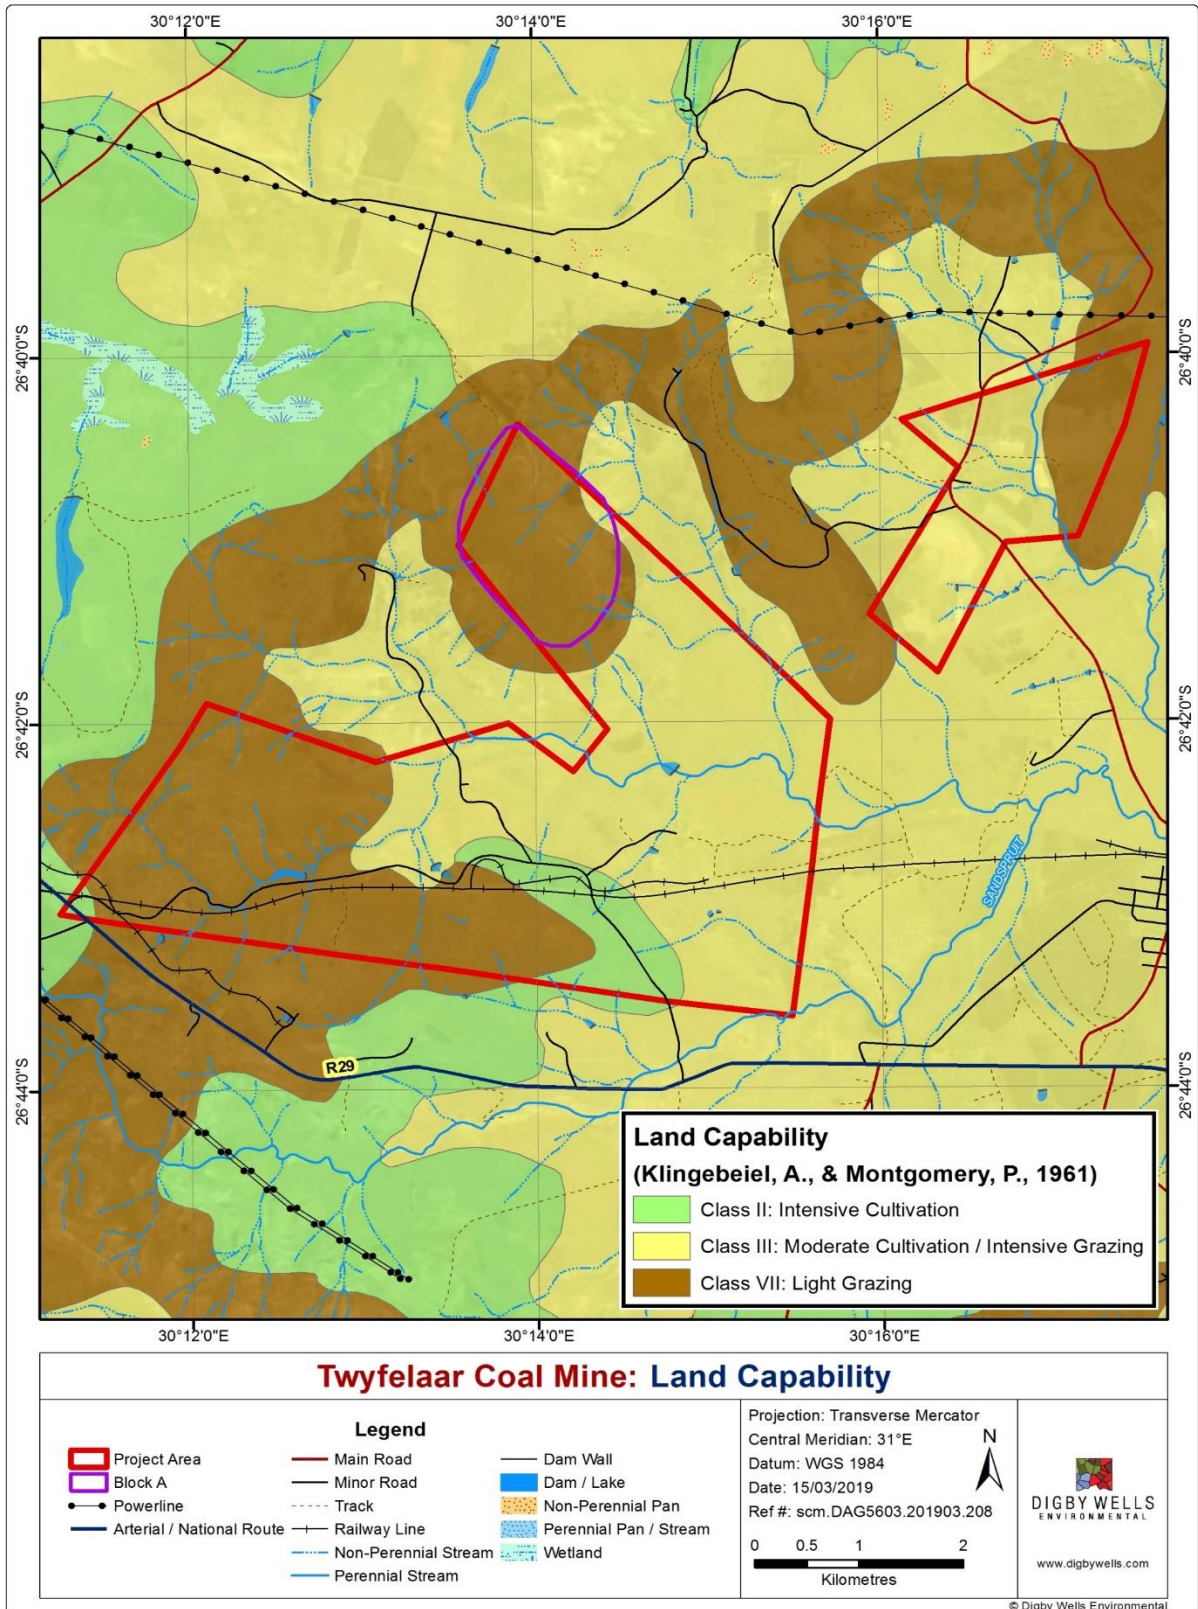 30°12'0"E 30°14'0"E 30°16'0"E
26°40'0"S 26°40'0"S
26°42'0"S 26°42'0"S
SANDSPRUIT
R29
26°44'0"S 26°44'0"S
Land Capability
(Klingebeiel, A., & Montgomery, P., 1961)
Class II: Intensive Cultivation
Class III: Moderate Cultivation / Intensive Grazing
Class VII: Light Grazing
30°12'0"E 30°14'0"E 30°16'0"E
Twyfelaar Coal Mine: Land Capability
Legend
Project Area
Block A
Powerline
Arterial / National Route
Main Road
Minor Road
Track
Railway Line
Non-Perennial Stream
Perennial Stream
Dam Wall
Dam / Lake
Non-Perennial Pan
Perennial Pan / Stream
Wetland
Projection: Transverse Mercator
Central Meridian: 31°E
Datum: WGS 1984
Date: 15/03/2019
Ref #: scm.DAG5603.201903.208
N
0 0.5 1 2
Kilometres
DIGBY WELLS
ENVIRONMENTAL
www.digbywells.com
© Digby Wells Environmental